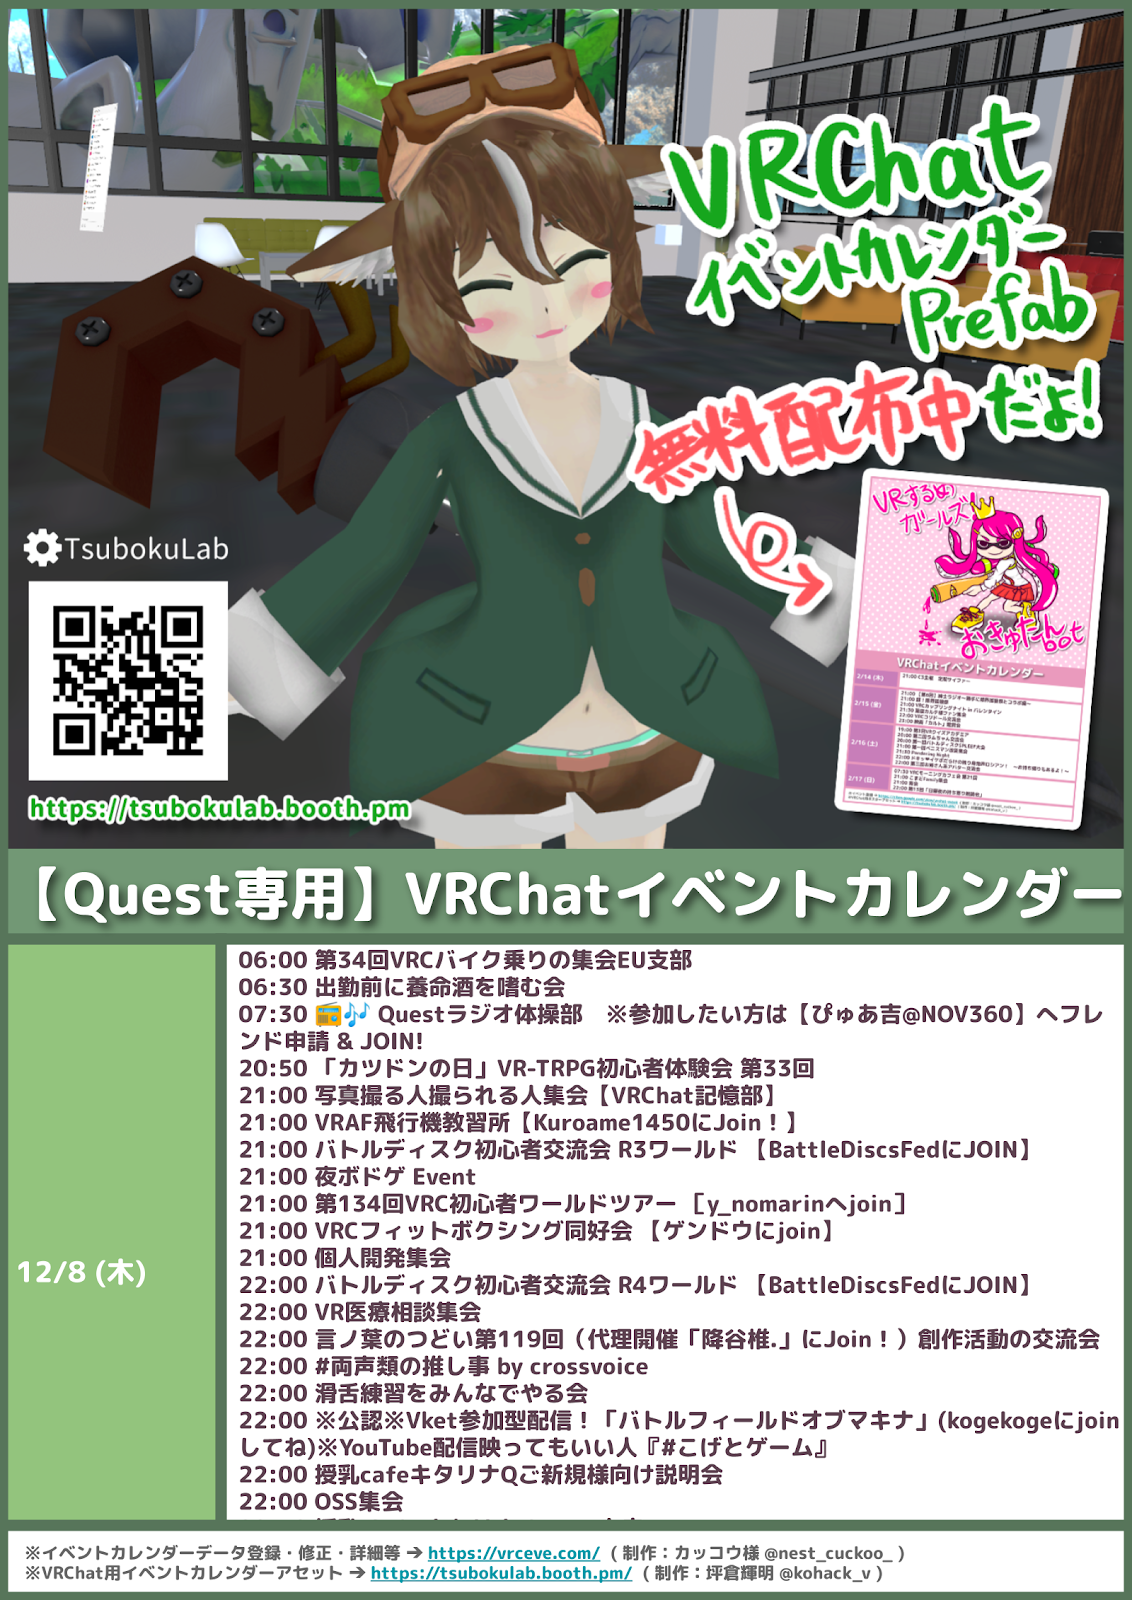 VRChat
イベントカレンダー
Prefab
無料配布中だよ!
VRするめ
ガールズ
おきゅたん
bot
VRChatイベントカレンダー
2/14 (木)
2/15 (金)
2/16 (土)
2/17 (日)
TsubokuLab
https://tsubokulab.booth.pm
【Quest専用】VRChatイベントカレンダー
12/8 (木)
06:00 第34回VRCバイク乗りの集会EU支部
06:30 出勤前に養命酒を嗜む会
07:30 📻🎶 Questラジオ体操部　※参加したい方は【ぴゅあ吉@NOV360】へフレ
ンド申請 & JOIN!
20:50 「カツドンの日」VR-TRPG初心者体験会 第33回
21:00 写真撮る人撮られる人集会【VRChat記憶部】
21:00 VRAF飛行機教習所【Kuroame1450にJoin！】
21:00 バトルディスク初心者交流会 R3ワールド 【BattleDiscsFedにJOIN】
21:00 夜ボドゲ Event
21:00 第134回VRC初心者ワールドツアー ［y_nomarinへjoin］
21:00 VRCフィットボクシング同好会 【ゲンドウにjoin】
21:00 個人開発集会
22:00 バトルディスク初心者交流会 R4ワールド 【BattleDiscsFedにJOIN】
22:00 VR医療相談集会
22:00 言ノ葉のつどい第119回（代理開催「降谷椎.」にJoin！）創作活動の交流会
22:00 #両声類の推し事 by crossvoice
22:00 滑舌練習をみんなでやる会
22:00 ※公認※Vket参加型配信！「バトルフィールドオブマキナ」(kogekogeにjoin
してね)※YouTube配信映ってもいい人『#こげとゲーム』
22:00 授乳cafeキタリナQご新規様向け説明会
22:00 OSS集会
※イベントカレンダーデータ登録・修正・詳細等 ➔ https://vrceve.com/ ( 制作：カッコウ様 @nest_cuckoo_ )
※VRChat用イベントカレンダーアセット ➔ https://tsubokulab.booth.pm/ ( 制作：坪倉輝明 @kohack_v )